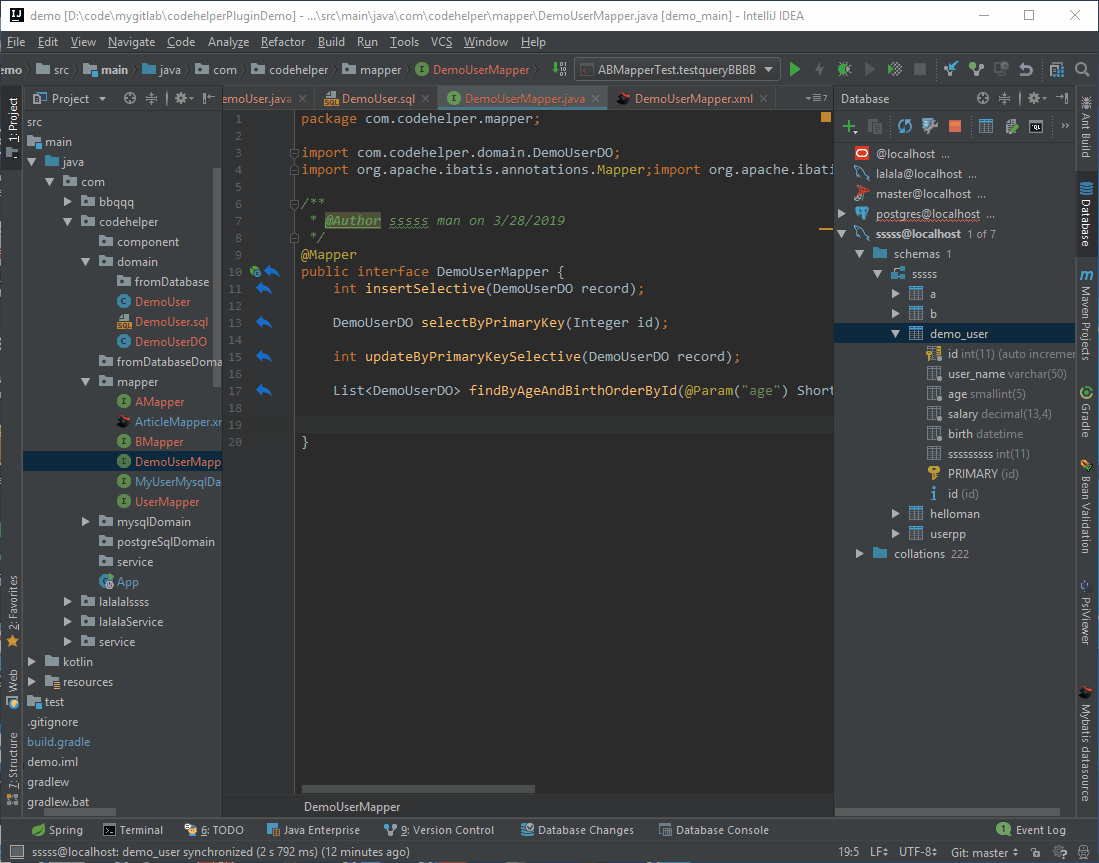 demo [D:\code\mygitlab\codehelperPluginDemo] - ...\src\main\java\com\codehelper\mapper\DemoUserMapper.java [demo_main] - IntelliJ IDEA
File Edit View Navigate Code Analyze Refactor Build Run Tools VCS Window Help
emo src main java com codehelper mapper DemoUserMapper ABMapperTest.testqueryBBBB
1: Project
7: Structure
Web
2: Favorites
Project
src
main
java
com
bbqqq
codehelper
component
domain
fromDatabase
DemoUser
DemoUser.sql
DemoUserDO
fromDatabaseDoma
mapper
AMapper
ArticleMapper.xr
BMapper
DemoUserMapp
MyUserMysqlDa
UserMapper
mysqlDomain
postgreSqlDomain
service
App
lalalalssss
lalalaService
service
kotlin
resources
test
.gitignore
build.gradle
demo.iml
gradlew
gradlew.bat
emoUser.java DemoUser.sql DemoUserMapper.java DemoUserMapper.xml 7
1 package com.codehelper.mapper;
2
3 import com.codehelper.domain.DemoUserDO;
4 import org.apache.ibatis.annotations.Mapper;import org.apache.ibati
5
6 /**
7 * @Author sssss man on 3/28/2019
8 */
9 @Mapper
10 public interface DemoUserMapper {
11 int insertSelective(DemoUserDO record);
12
13 DemoUserDO selectByPrimaryKey(Integer id);
14
15 int updateByPrimaryKeySelective(DemoUserDO record);
16
17 List<DemoUserDO> findByAgeAndBirthOrderById(@Param("age") Short
18
19
20 }
DemoUserMapper
Database
@localhost ...
lalala@localhost ...
master@localhost ...
postgres@localhost ...
sssss@localhost 1 of 7
schemas 1
sssss
a
b
demo_user
id int(11) (auto incremer
user_name varchar(50)
age smallint(5)
salary decimal(13,4)
birth datetime
sssssssss int(11)
PRIMARY (id)
id (id)
helloman
userpp
collations 222
Ant Build
Database
Maven Projects
Gradle
Bean Validation
PsiViewer
Mybatis datasource
Spring Terminal 6: TODO Java Enterprise 9: Version Control Database Changes Database Console 1 Event Log
sssss@localhost: demo_user synchronized (2 s 792 ms) (12 minutes ago) 19:5 LF UTF-8 Git: master